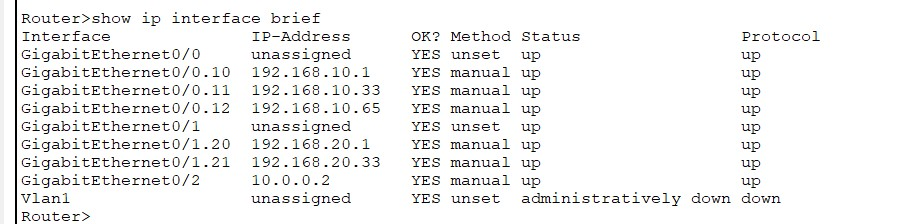 Router>show ip interface brief
Interface IP-Address OK? Method Status Protocol
GigabitEthernet0/0 unassigned YES unset up up
GigabitEthernet0/0.10 192.168.10.1 YES manual up up
GigabitEthernet0/0.11 192.168.10.33 YES manual up up
GigabitEthernet0/0.12 192.168.10.65 YES manual up up
GigabitEthernet0/1 unassigned YES unset up up
GigabitEthernet0/1.20 192.168.20.1 YES manual up up
GigabitEthernet0/1.21 192.168.20.33 YES manual up up
GigabitEthernet0/2 10.0.0.2 YES manual up up
Vlan1 unassigned YES unset administratively down down
Router>